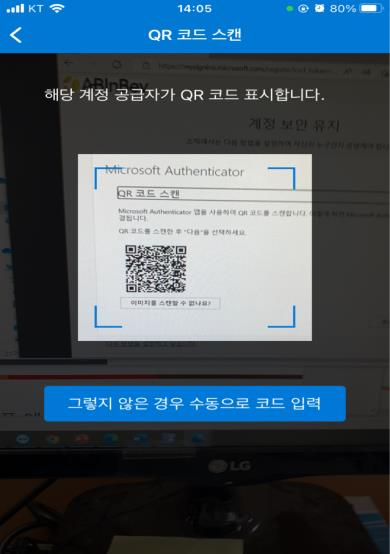 KT
14:05
80%
QR 코드 스캔
해당 계정 공급자가 QR 코드 표시합니다.
ABInBev
계정 보안 유지
Microsoft Authenticator
QR 코드 스캔
Microsoft Authenticator 앱을 사용하여 QR 코드를 스캔합니다.
결됩니다.
QR 코드를 스캔한 후 "다음"을 선택하세요.
이미지를 스캔할 수 없나요?
그렇지 않은 경우 수동으로 코드 입력
LG